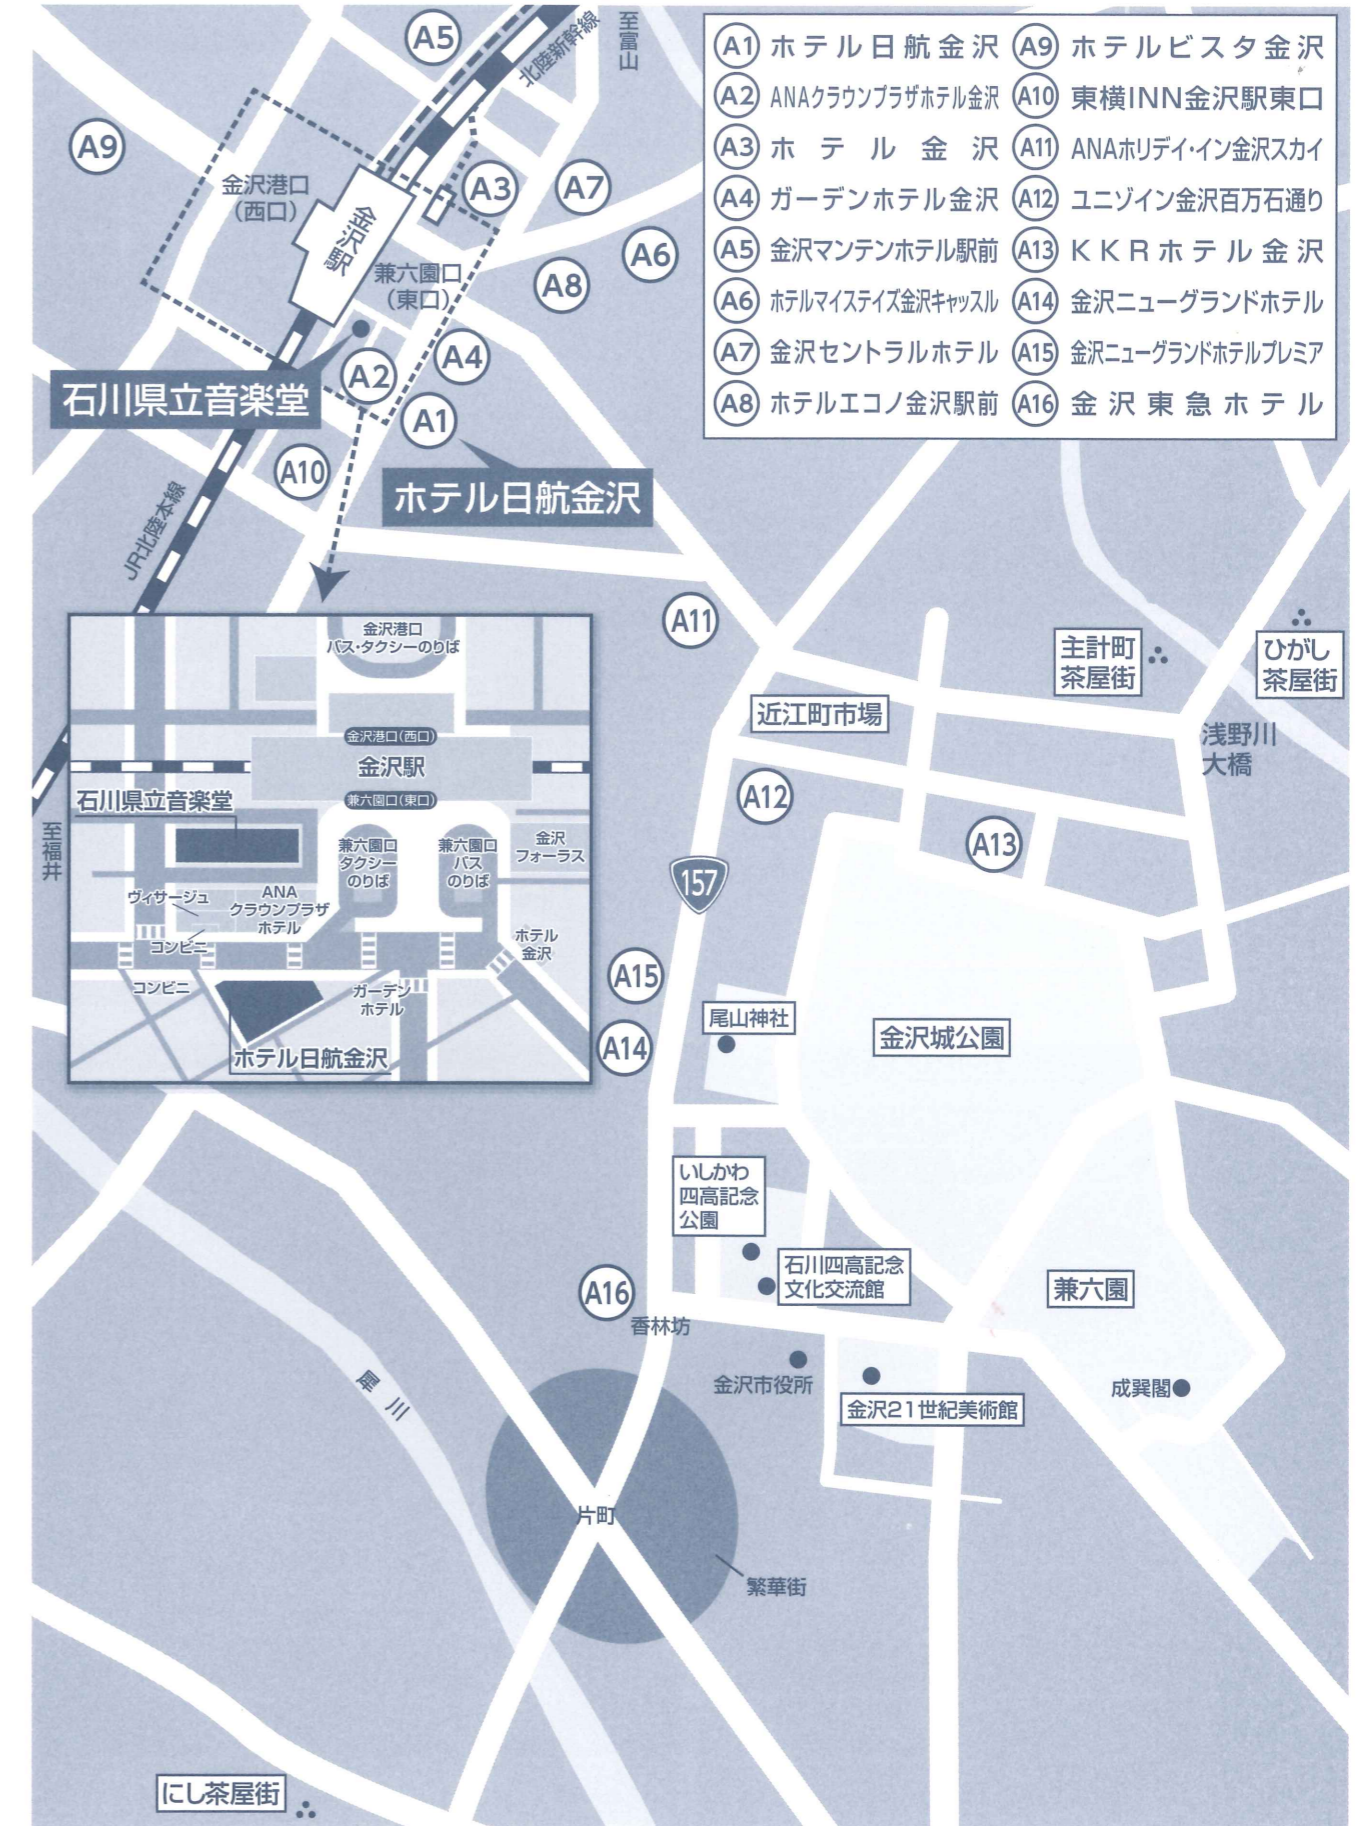 A1 ホテル日航金沢
A2 ANAクラウンプラザホテル金沢
A3 ホテル金沢
A4 ガーデンホテル金沢
A5 金沢マンテンホテル駅前
A6 ホテルマイステイズ金沢キャッスル
A7 金沢セントラルホテル
A8 ホテルエコノ金沢駅前
A9 ホテルビスタ金沢
A10 東横INN金沢駅東口
A11 ANAホリデイ・イン金沢スカイ
A12 ユニゾイン金沢百万石通り
A13 KKRホテル金沢
A14 金沢ニューグランドホテル
A15 金沢ニューグランドホテルプレミア
A16 金沢東急ホテル
至富山
北陸新幹線
A5
A9
金沢港口
(西口)
金沢駅
A3
A7
A6
A8
兼六園口
(東口)
A4
A2
A1
石川県立音楽堂
A10
ホテル日航金沢
JR北陸本線
金沢港口
バス・タクシーのりば
金沢港口(西口)
金沢駅
兼六園口(東口)
石川県立音楽堂
兼六園口
タクシー
のりば
兼六園口
バス
のりば
金沢
フォーラス
ヴィサージュ
ANA
クラウンプラザ
ホテル
コンビニ
ホテル
金沢
コンビニ
ガーデン
ホテル
ホテル日航金沢
至福井
A11
主計町
茶屋街
ひがし
茶屋街
近江町市場
浅野川
大橋
A12
A13
157
A15
A14
尾山神社
金沢城公園
いしかわ
四高記念
公園
石川四高記念
文化交流館
兼六園
A16
香林坊
金沢市役所
金沢21世紀美術館
成巽閣
犀川
片町
繁華街
にし茶屋街